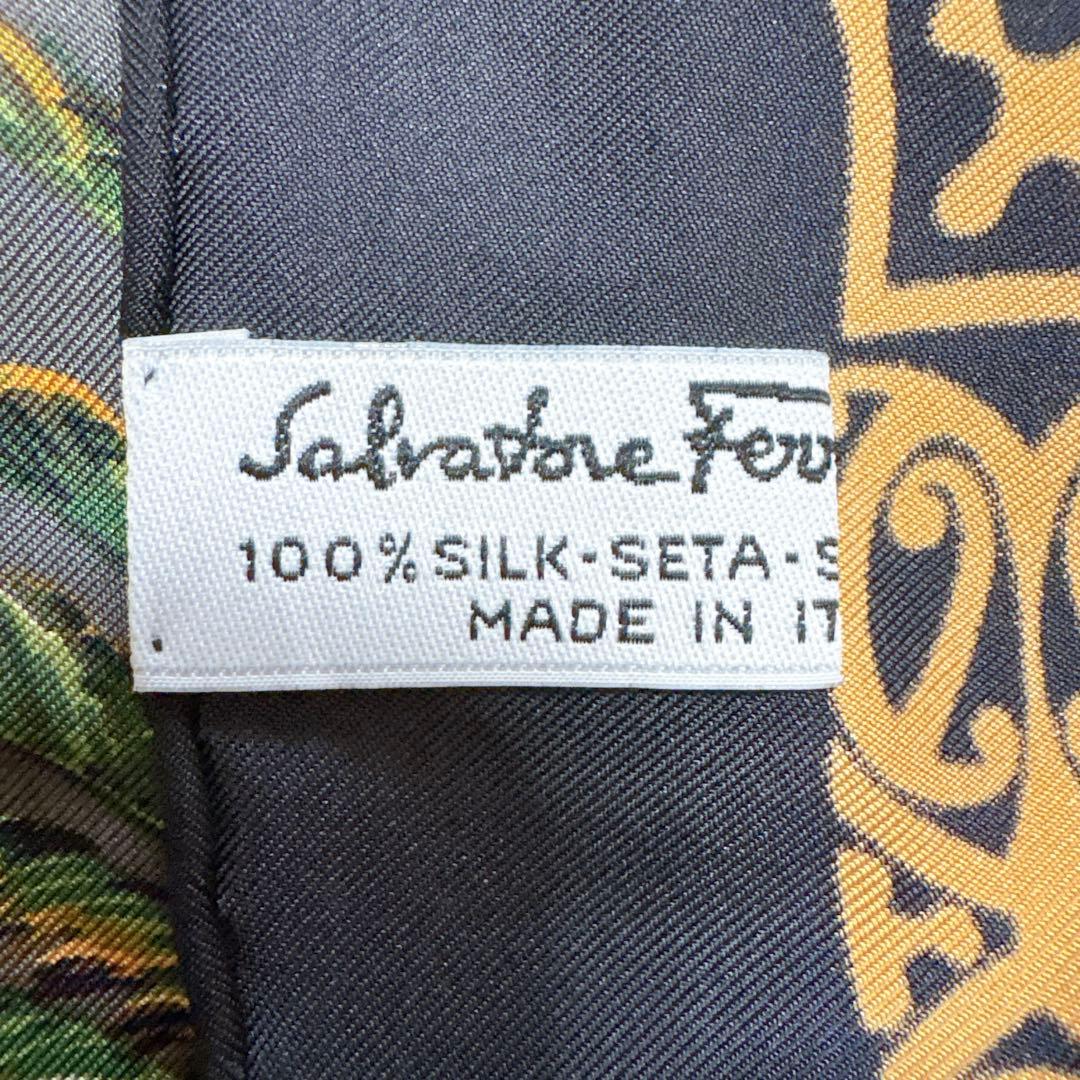 Salvatore Ferr
100% SILK-SETA-S
MADE IN IT